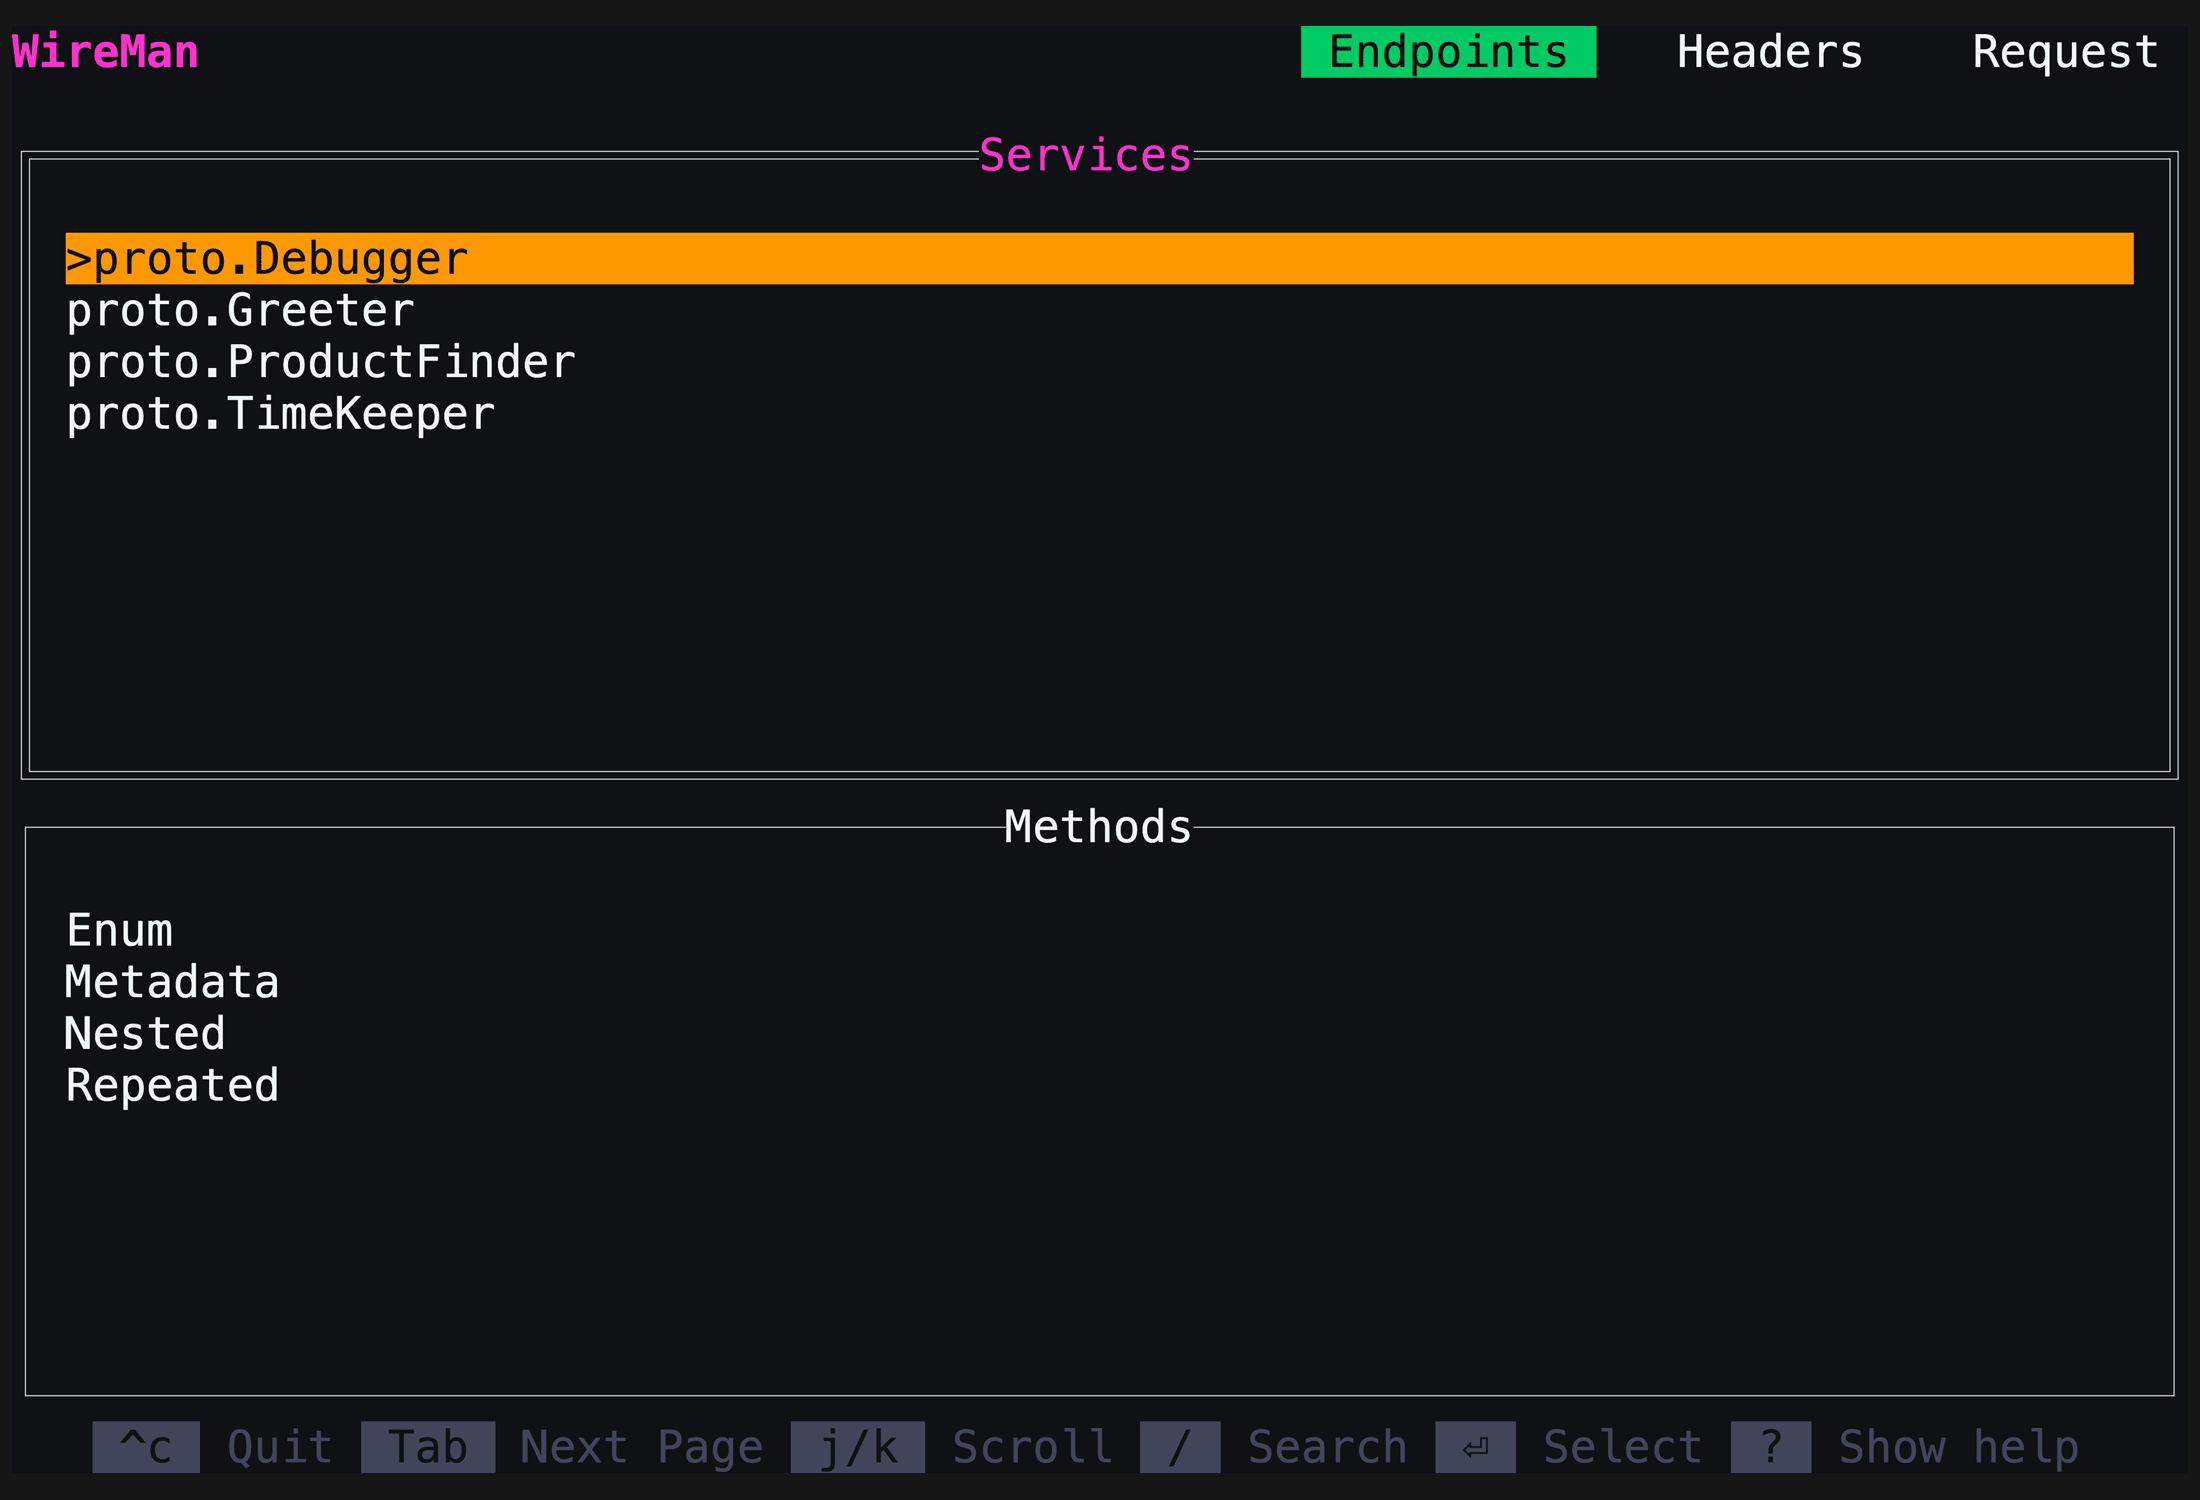 WireMan Endpoints Headers Request
Services
>proto.Debugger
proto.Greeter
proto.ProductFinder
proto.TimeKeeper
Methods
Enum
Metadata
Nested
Repeated
^c Quit Tab Next Page j/k Scroll / Search ⏎ Select ? Show help